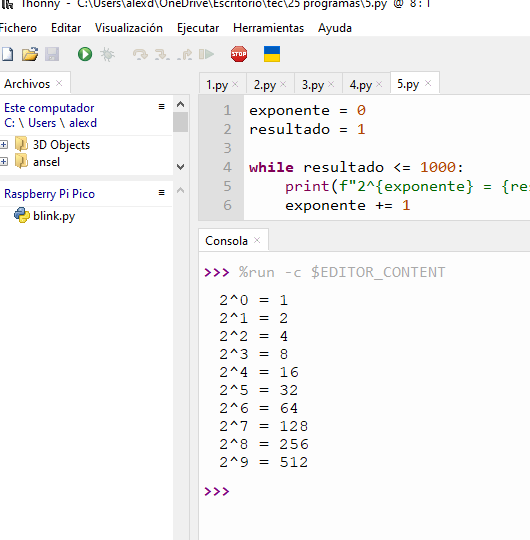 Thonny - C:\Users\alexd\OneDrive\Escritorio\tec\25 programas\5.py @ 8 : 1
Fichero Editar Visualización Ejecutar Herramientas Ayuda
STOP
Archivos ×
1.py × 2.py × 3.py × 4.py × 5.py ×
Este computador
C: \ Users \ alexd
3D Objects
ansel
Raspberry Pi Pico
blink.py
1 exponente = 0
2 resultado = 1
3
4 while resultado <= 1000:
5 print(f"2^{exponente} = {res
6 exponente += 1
Consola ×
>>> %run -c $EDITOR_CONTENT
2^0 = 1
2^1 = 2
2^2 = 4
2^3 = 8
2^4 = 16
2^5 = 32
2^6 = 64
2^7 = 128
2^8 = 256
2^9 = 512
>>>